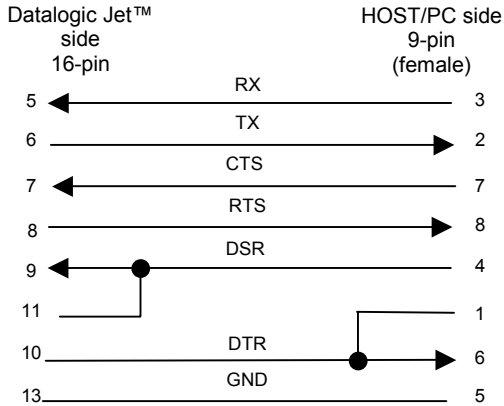 Datalogic Jet™ side 16-pin
HOST/PC side 9-pin (female)
5 RX 3
6 TX 2
7 CTS 7
8 RTS 8
9 DSR 4
11 1
10 DTR 6
13 GND 5